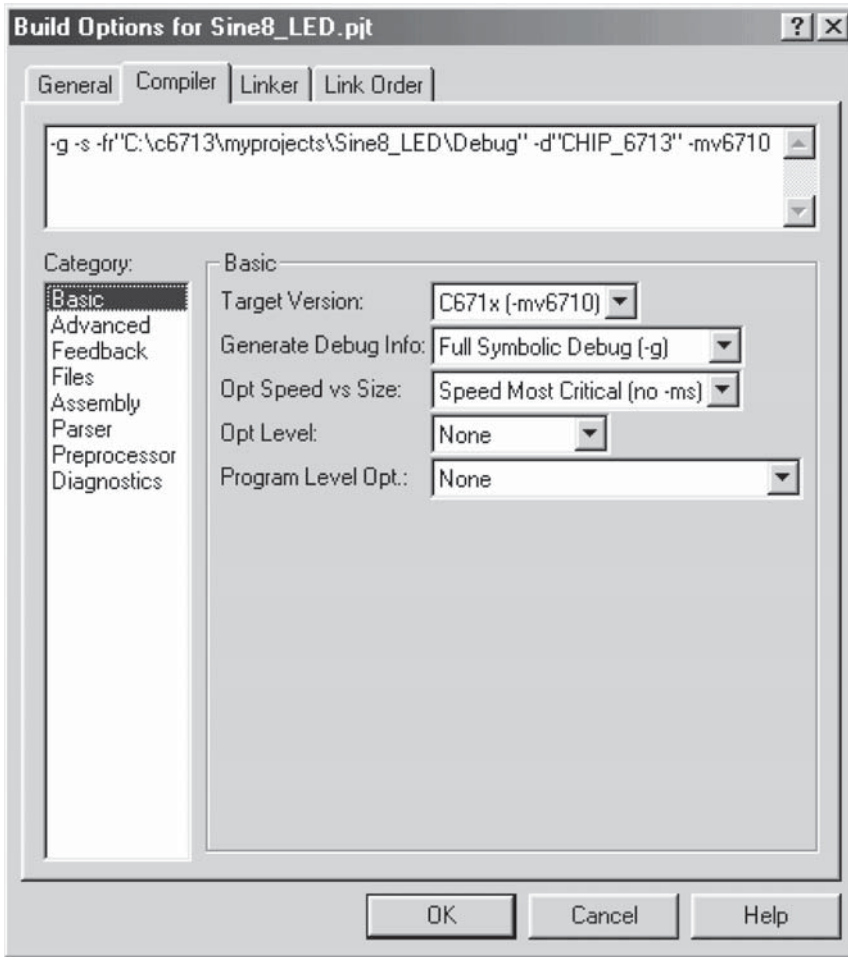 Build Options for Sine8_LED.pjt
General Compiler Linker Link Order
-g -s -fr"C:\c6713\myprojects\Sine8_LED\Debug" -d"CHIP_6713" -mv6710
Category:
Basic
Advanced
Feedback
Files
Assembly
Parser
Preprocessor
Diagnostics
Basic
Target Version: C671x (-mv6710)
Generate Debug Info: Full Symbolic Debug (-g)
Opt Speed vs Size: Speed Most Critical (no -ms)
Opt Level: None
Program Level Opt.: None
OK Cancel Help